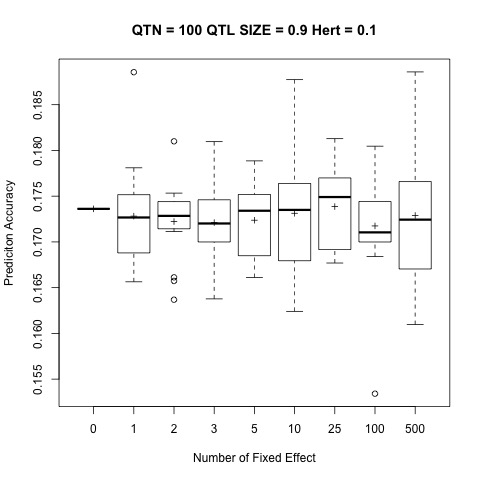 QTN = 100 QTL SIZE = 0.9 Hert = 0.1
Prediciton Accuracy
0.185
0.180
0.175
0.170
0.165
0.160
0.155
0 1 2 3 5 10 25 100 500
Number of Fixed Effect